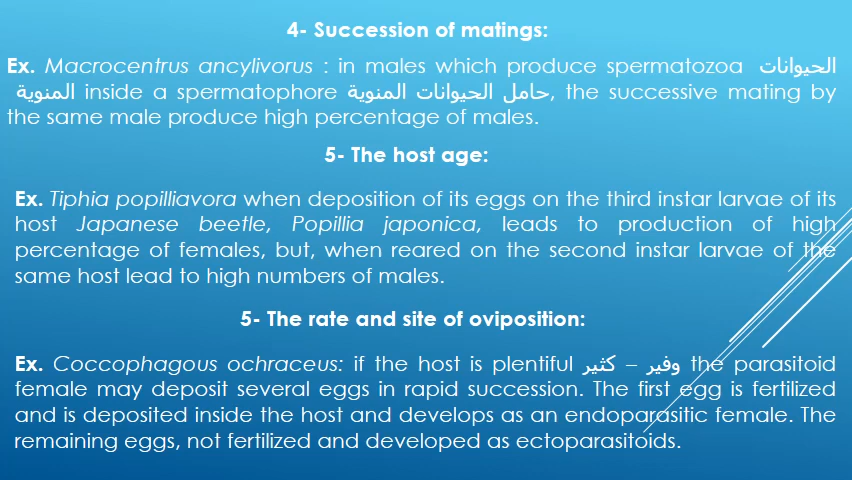 4- Succession of matings:
Ex. Macrocentrus ancylivorus : in males which produce spermatozoa الحيوانات
المنوية inside a spermatophore حامل الحيوانات المنوية, the successive mating by
the same male produce high percentage of males.
5- The host age:
Ex. Tiphia popilliavora when deposition of its eggs on the third instar larvae of its
host Japanese beetle, Popillia japonica, leads to production of high
percentage of females, but, when reared on the second instar larvae of the
same host lead to high numbers of males.
5- The rate and site of oviposition:
Ex. Coccophagous ochraceus: if the host is plentiful وفير – كثير the parasitoid
female may deposit several eggs in rapid succession. The first egg is fertilized
and is deposited inside the host and develops as an endoparasitic female. The
remaining eggs, not fertilized and developed as ectoparasitoids.